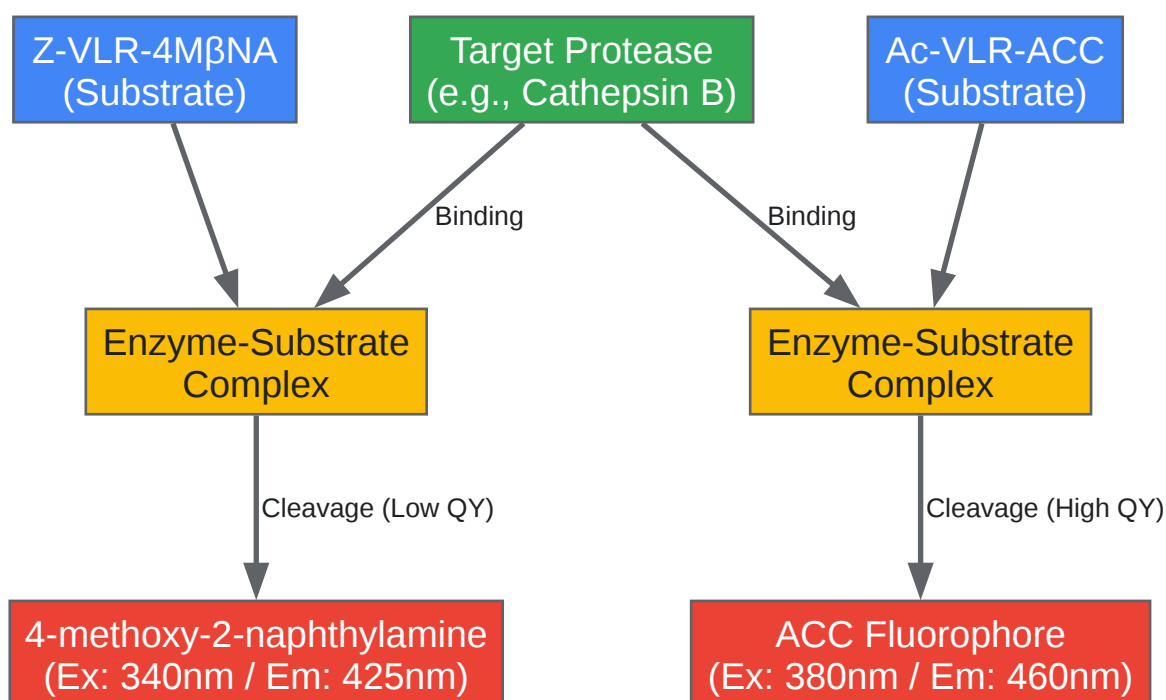 Z-VLR-4MβNA
(Substrate)
Target Protease
(e.g., Cathepsin B)
Ac-VLR-ACC
(Substrate)
Binding
Binding
Enzyme-Substrate
Complex
Enzyme-Substrate
Complex
Cleavage (Low QY)
Cleavage (High QY)
4-methoxy-2-naphthylamine
(Ex: 340nm / Em: 425nm)
ACC Fluorophore
(Ex: 380nm / Em: 460nm)